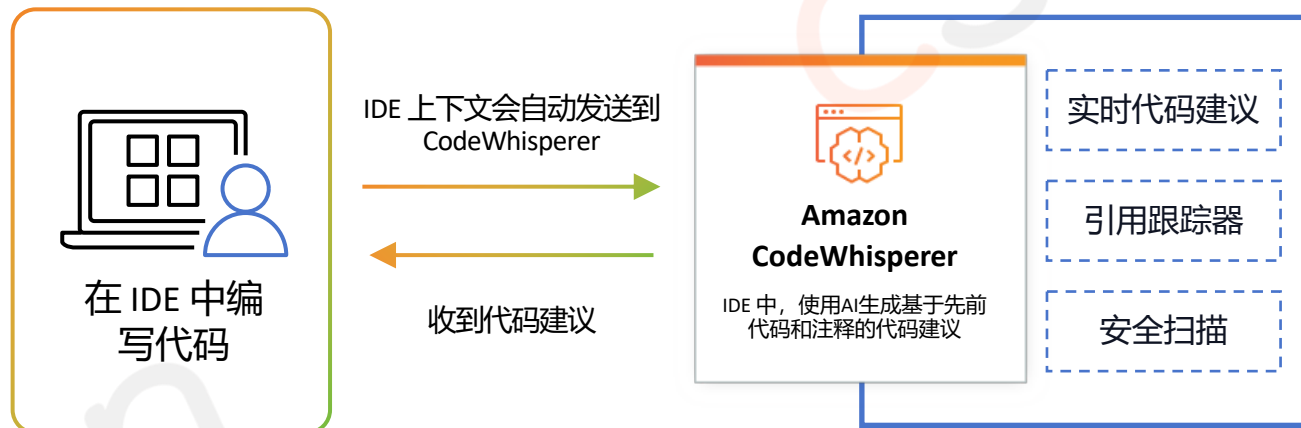 在 IDE 中编
写代码
IDE 上下文会自动发送到
CodeWhisperer
收到代码建议
Amazon
CodeWhisperer
IDE 中，使用AI生成基于先前
代码和注释的代码建议
实时代码建议
引用跟踪器
安全扫描